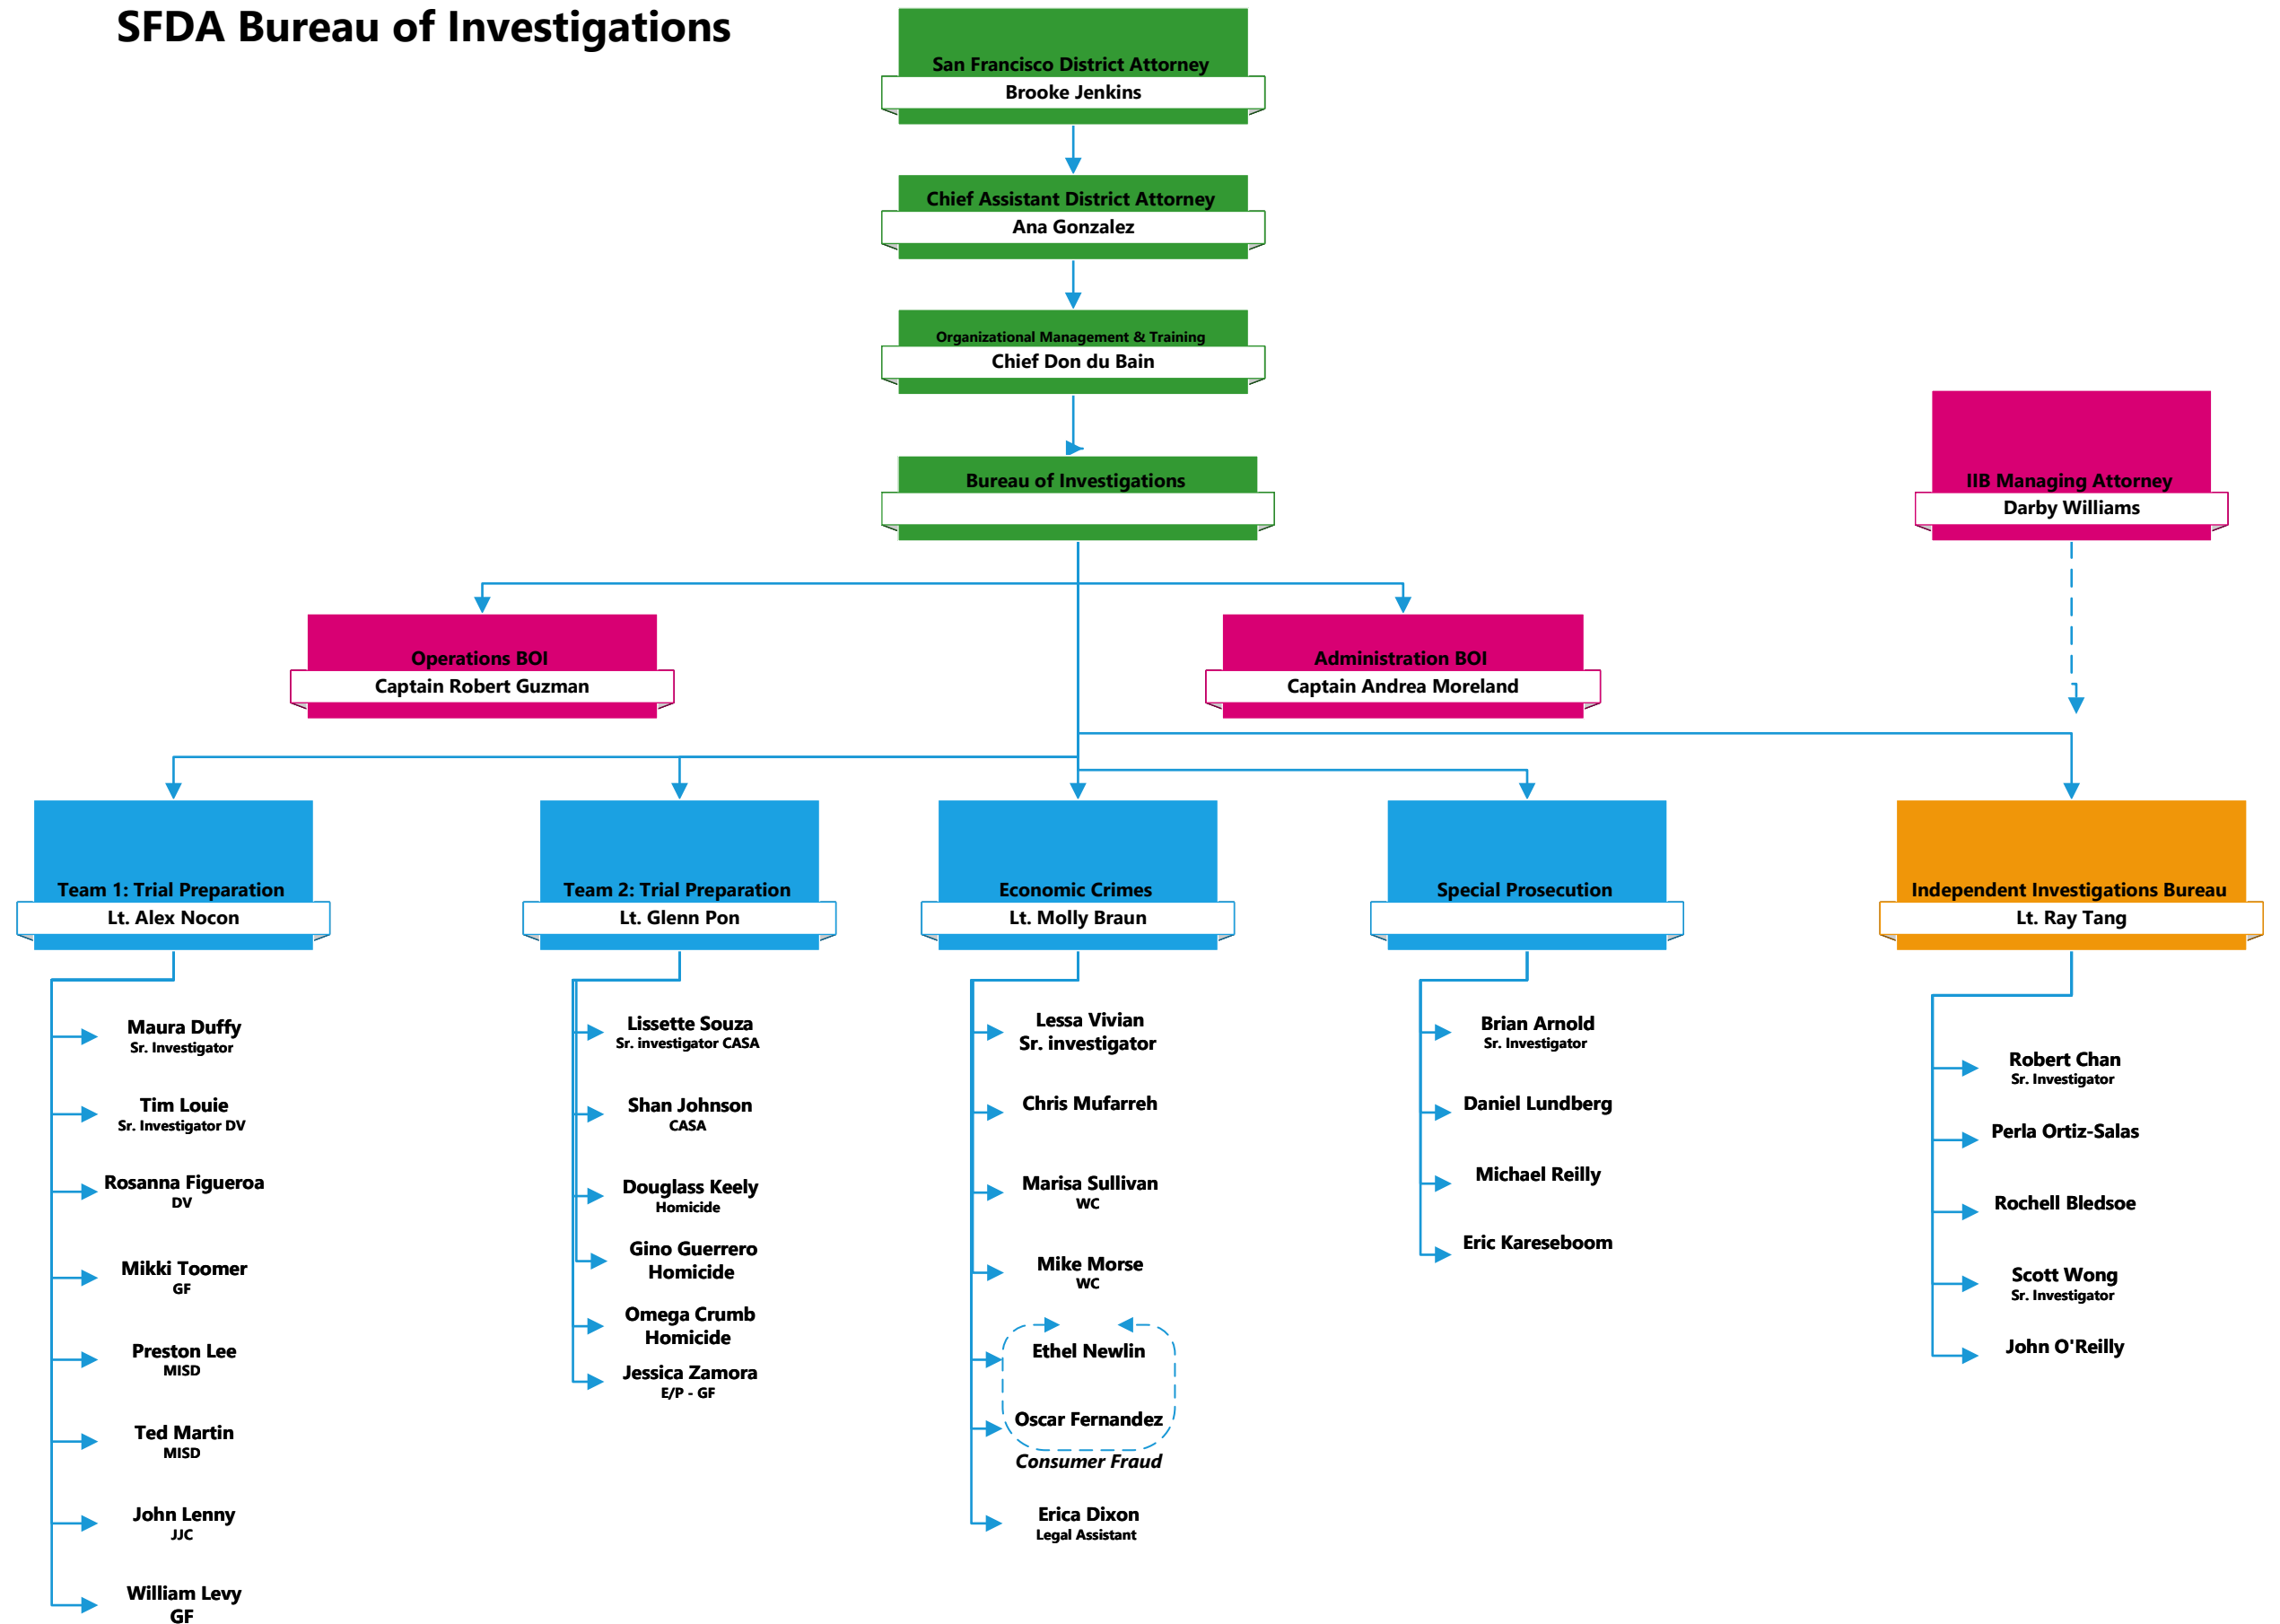 SFDA Bureau of Investigations
San Francisco District Attorney
Brooke Jenkins
Chief Assistant District Attorney
Ana Gonzalez
Organizational Management & Training
Chief Don du Bain
Bureau of Investigations
IIB Managing Attorney
Darby Williams
Operations BOI
Captain Robert Guzman
Administration BOI
Captain Andrea Moreland
Team 1: Trial Preparation
Lt. Alex Nocon
Maura Duffy
Sr. Investigator
Tim Louie
Sr. Investigator DV
Rosanna Figueroa
DV
Mikki Toomer
GF
Preston Lee
MISD
Ted Martin
MISD
John Lenny
JJC
William Levy
GF
Team 2: Trial Preparation
Lt. Glenn Pon
Lissette Souza
Sr. investigator CASA
Shan Johnson
CASA
Douglass Keely
Homicide
Gino Guerrero
Homicide
Omega Crumb
Homicide
Jessica Zamora
E/P - GF
Economic Crimes
Lt. Molly Braun
Lessa Vivian
Sr. investigator
Chris Mufarreh
Marisa Sullivan
WC
Mike Morse
WC
Ethel Newlin
Oscar Fernandez
Consumer Fraud
Erica Dixon
Legal Assistant
Special Prosecution
Brian Arnold
Sr. Investigator
Daniel Lundberg
Michael Reilly
Eric Kareseboom
Independent Investigations Bureau
Lt. Ray Tang
Robert Chan
Sr. Investigator
Perla Ortiz-Salas
Rochell Bledsoe
Scott Wong
Sr. Investigator
John O'Reilly